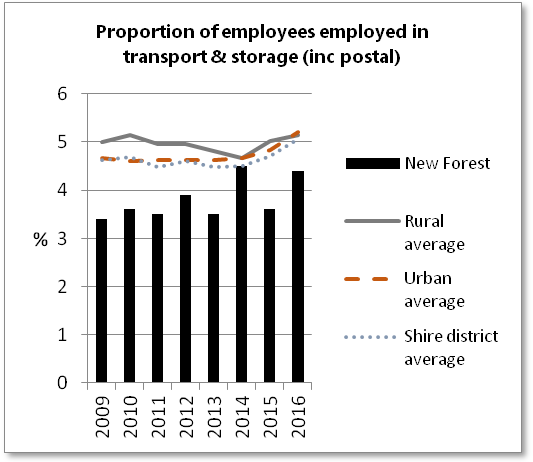 Proportion of employees employed in
transport & storage (inc postal)
6
5
4
3
2
1
0
%
2009
2010
2011
2012
2013
2014
2015
2016
New Forest
Rural
average
Urban
average
Shire district
average